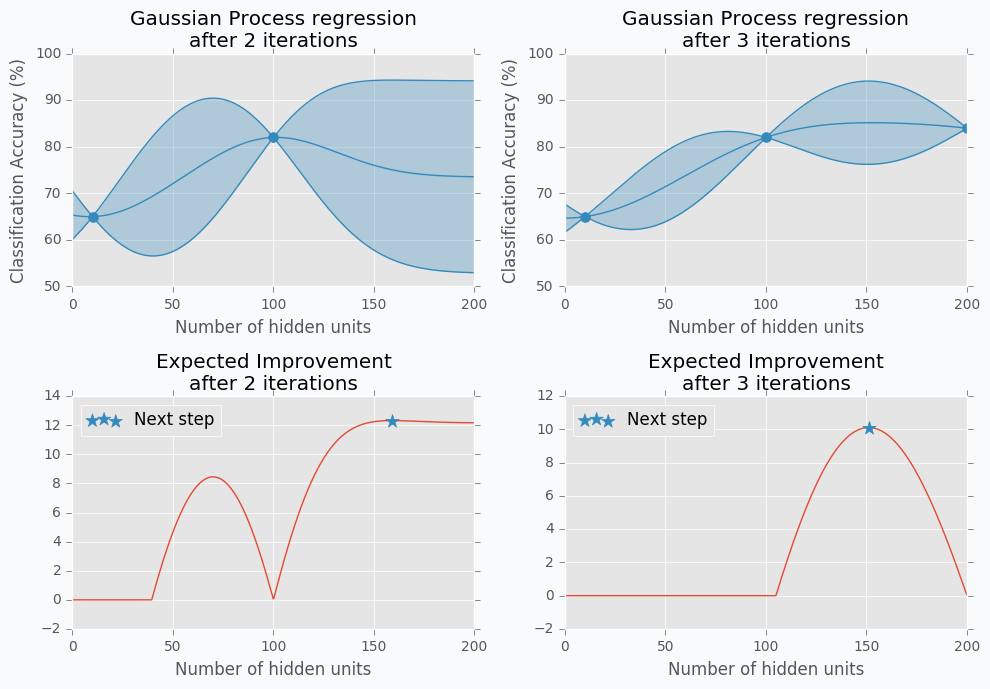 Gaussian Process regression
after 2 iterations
Classification Accuracy (%)
100
90
80
70
60
50
0 50 100 150 200
Number of hidden units
Gaussian Process regression
after 3 iterations
Classification Accuracy (%)
100
90
80
70
60
50
0 50 100 150 200
Number of hidden units
Expected Improvement
after 2 iterations
Next step
14
12
10
8
6
4
2
0
−2
0 50 100 150 200
Number of hidden units
Expected Improvement
after 3 iterations
Next step
12
10
8
6
4
2
0
−2
0 50 100 150 200
Number of hidden units